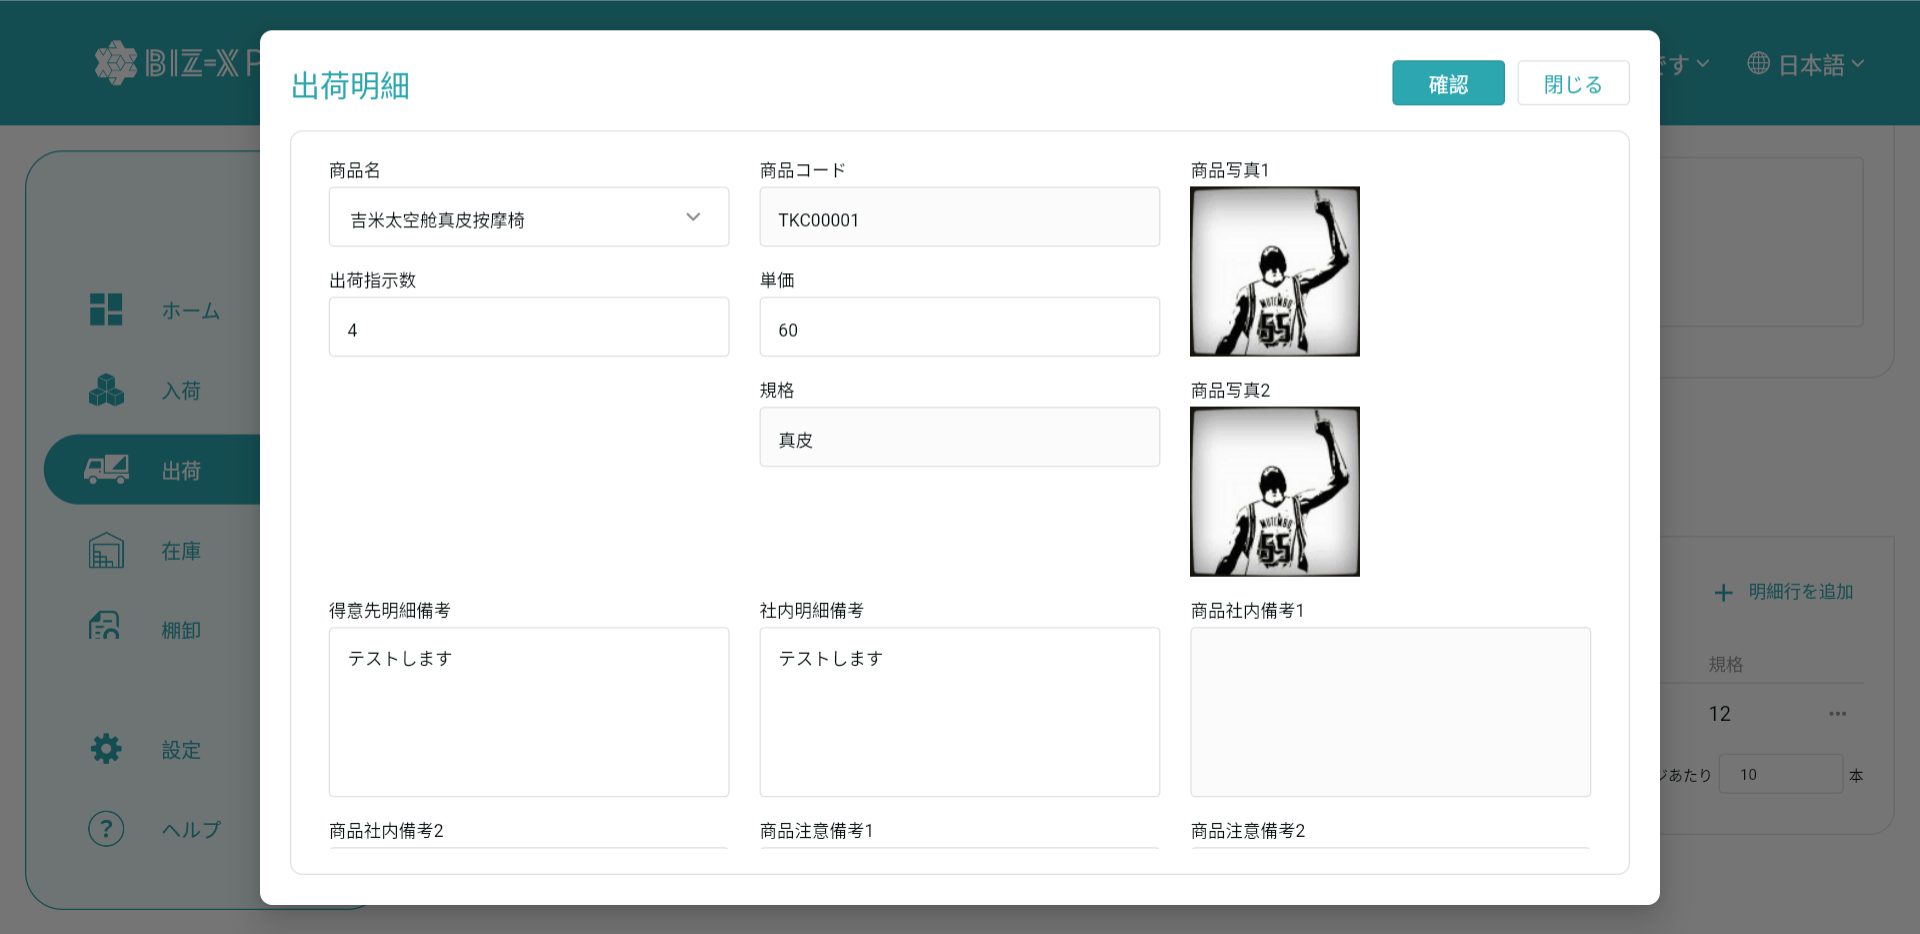 BIZ=XP
です
日本語
出荷明細
確認
閉じる
商品名
商品コード
商品写真1
吉米太空舱真皮按摩椅
TKC00001
出荷指示数
単価
4
60
規格
商品写真2
真皮
MUTOMBO
55
MUTOMBO
55
得意先明細備考
社内明細備考
商品社内備考1
テストします
テストします
商品社内備考2
商品注意備考1
商品注意備考2
ホーム
入荷
出荷
在庫
棚卸
設定
ヘルプ
明細行を追加
規格
12
ジあたり
10
本